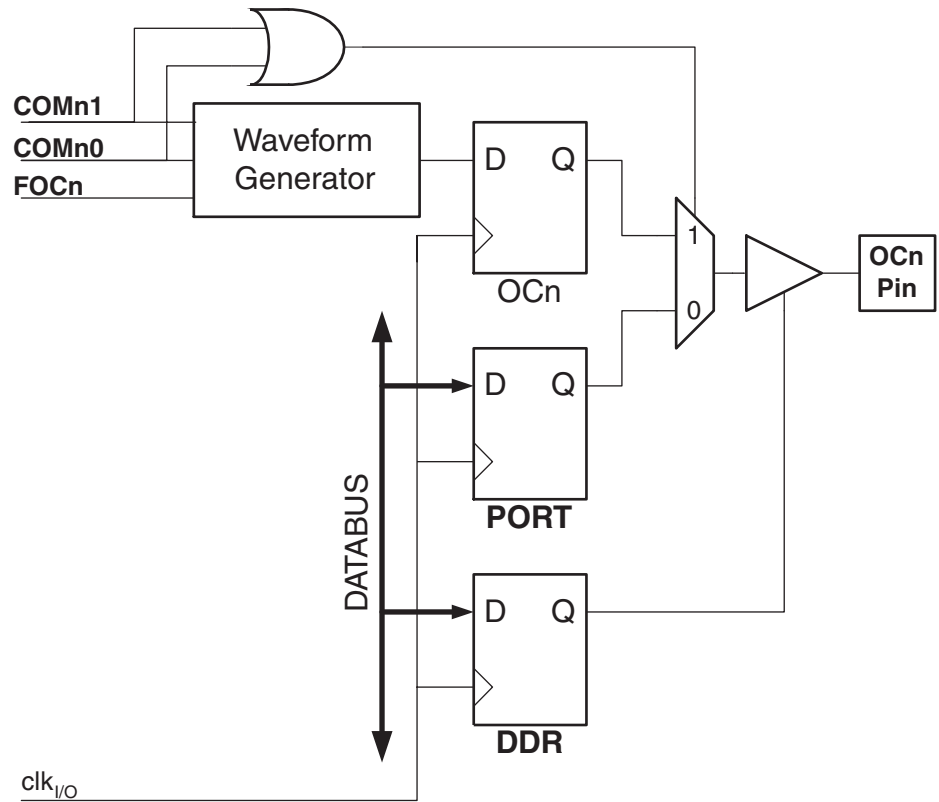 COMn1
COMn0
FOCn
Waveform
Generator
D Q
OCn
1
0
OCn
Pin
D Q
PORT
DATABUS
D Q
DDR
clkI/O